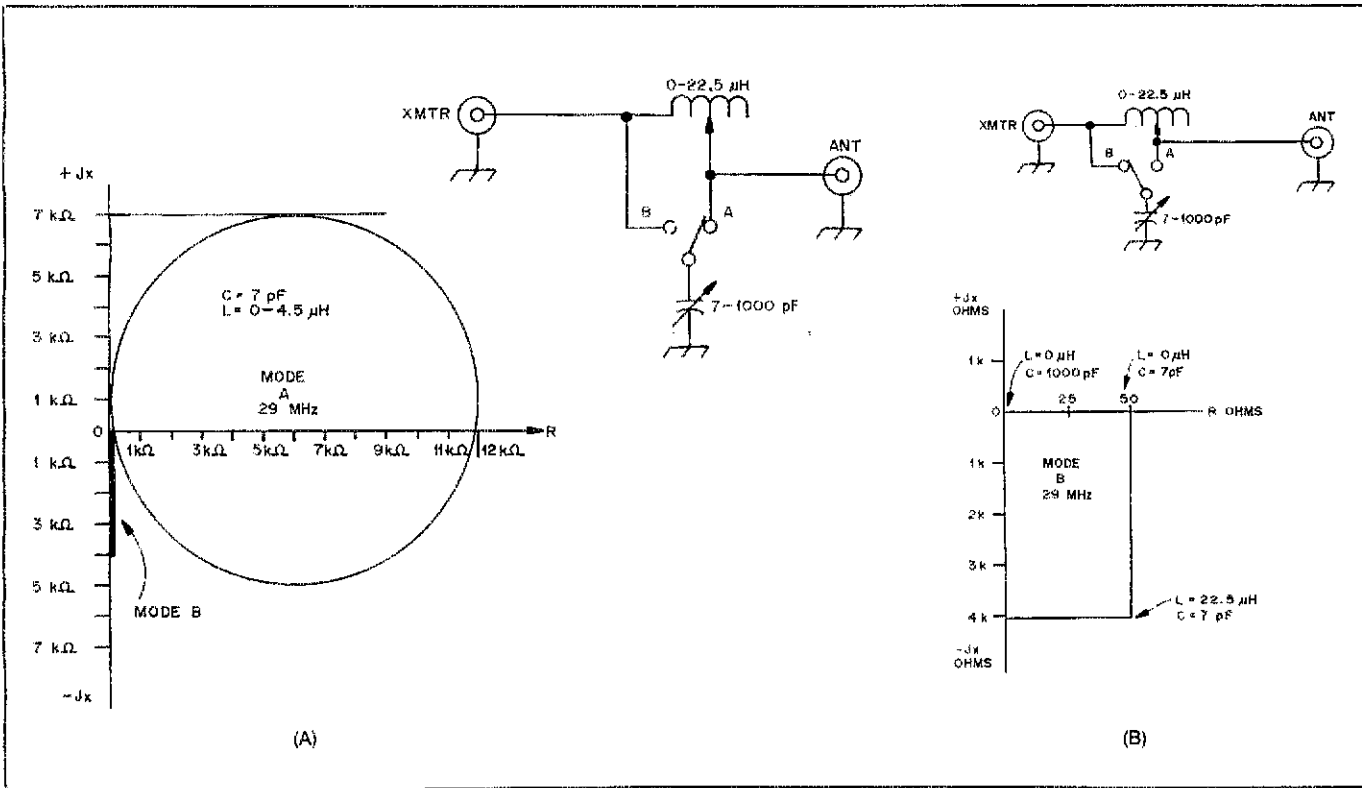 0-22.5 μH
XMTR
ANT
B
A
7-1000 pF
+Jx
7 kΩ
5 kΩ
3 kΩ
1 kΩ
0
1 kΩ
3 kΩ
5 kΩ
7 kΩ
-Jx
C = 7 pF
L = 0-4.5 μH
MODE
A
29 MHz
1kΩ 3kΩ 5kΩ 7kΩ 9kΩ 11kΩ 12kΩ
R
MODE B
(A)
0-22.5 μH
XMTR
ANT
B
A
7-1000 pF
+Jx
OHMS
1k
0
1k
2k
3k
4k
-Jx
OHMS
L = 0 μH
C = 1000 pF
L = 0 μH
C = 7 pF
25 50
R OHMS
MODE
B
29 MHz
L = 22.5 μH
C = 7 pF
(B)